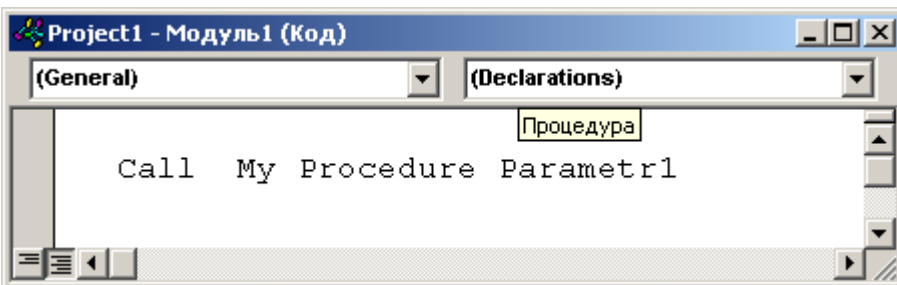 Project1 - Модуль1 (Код)
(General) (Declarations)
Процедура
Call My Procedure Parametr1